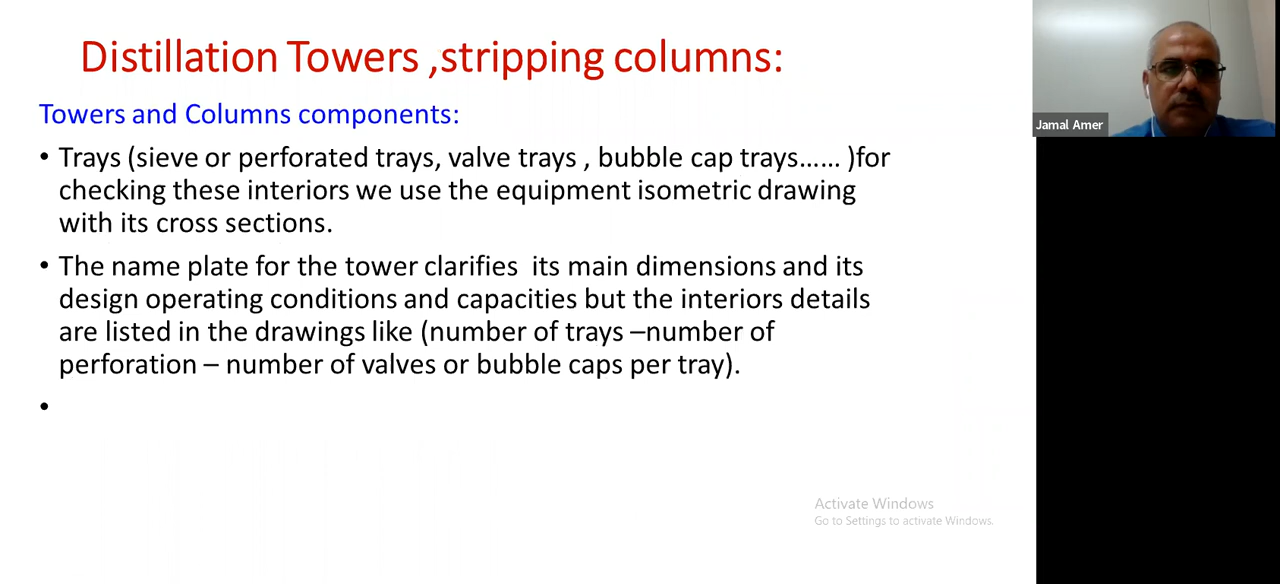 Distillation Towers ,stripping columns:
Towers and Columns components:
• Trays (sieve or perforated trays, valve trays , bubble cap trays...... )for
checking these interiors we use the equipment isometric drawing
with its cross sections.
• The name plate for the tower clarifies  its main dimensions and its
design operating conditions and capacities but the interiors details
are listed in the drawings like (number of trays –number of
perforation – number of valves or bubble caps per tray).
•
Jamal Amer
Activate Windows
Go to Settings to activate Windows.